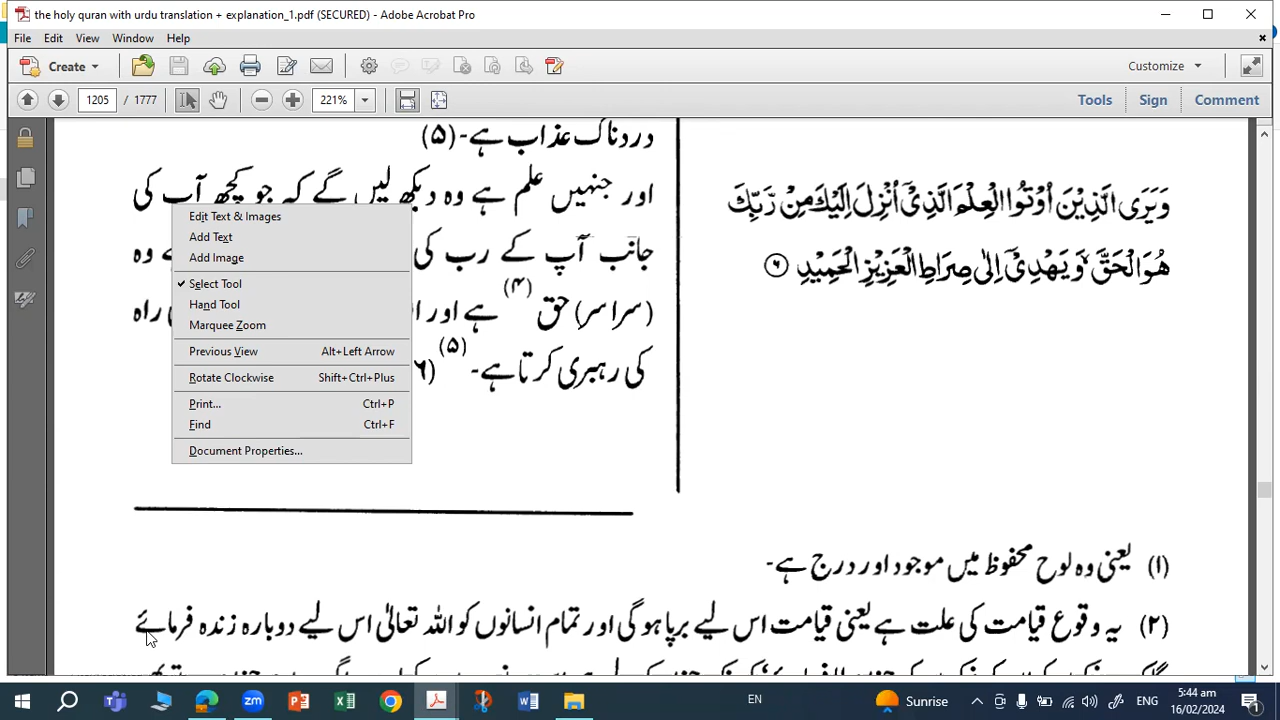 the holy quran with urdu translation + explanation_1.pdf (SECURED) - Adobe Acrobat Pro
File Edit View Window Help
Create
Customize
1205 / 1777
221%
Tools Sign Comment
وَيَرَى الَّذِيْنَ اُوْتُوا الْعِلْمَ الَّذِيْٓ اُنْزِلَ اِلَيْكَ مِنْ رَّبِّكَ
هُوَ الْحَقَّ ۙ وَيَهْدِيْٓ اِلٰى صِرَاطِ الْعَزِيْزِ الْحَمِيْدِ ۶
دردناک عذاب ہے۔ (۵)
اور جنہیں علم ہے وہ دیکھ لیں گے کہ جو کچھ آپ کی
جانب آپ کے رب کی
ہے وہ
(سراسر) حق (۴) ہے اور
راہ
کی رہبری کرتا ہے۔ (۵) (۶
Edit Text & Images
Add Text
Add Image
Select Tool
Hand Tool
Marquee Zoom
Previous View Alt+Left Arrow
Rotate Clockwise Shift+Ctrl+Plus
Print... Ctrl+P
Find Ctrl+F
Document Properties...
(۱) یعنی وہ لوح محفوظ میں موجود اور درج ہے۔
(۲) یہ وقوع قیامت کی علت ہے یعنی قیامت اس لیے برپا ہوگی اور تمام انسانوں کو اللہ تعالیٰ اس لیے دوبارہ زندہ فرمائے
EN
Sunrise
ENG
5:44 am
16/02/2024